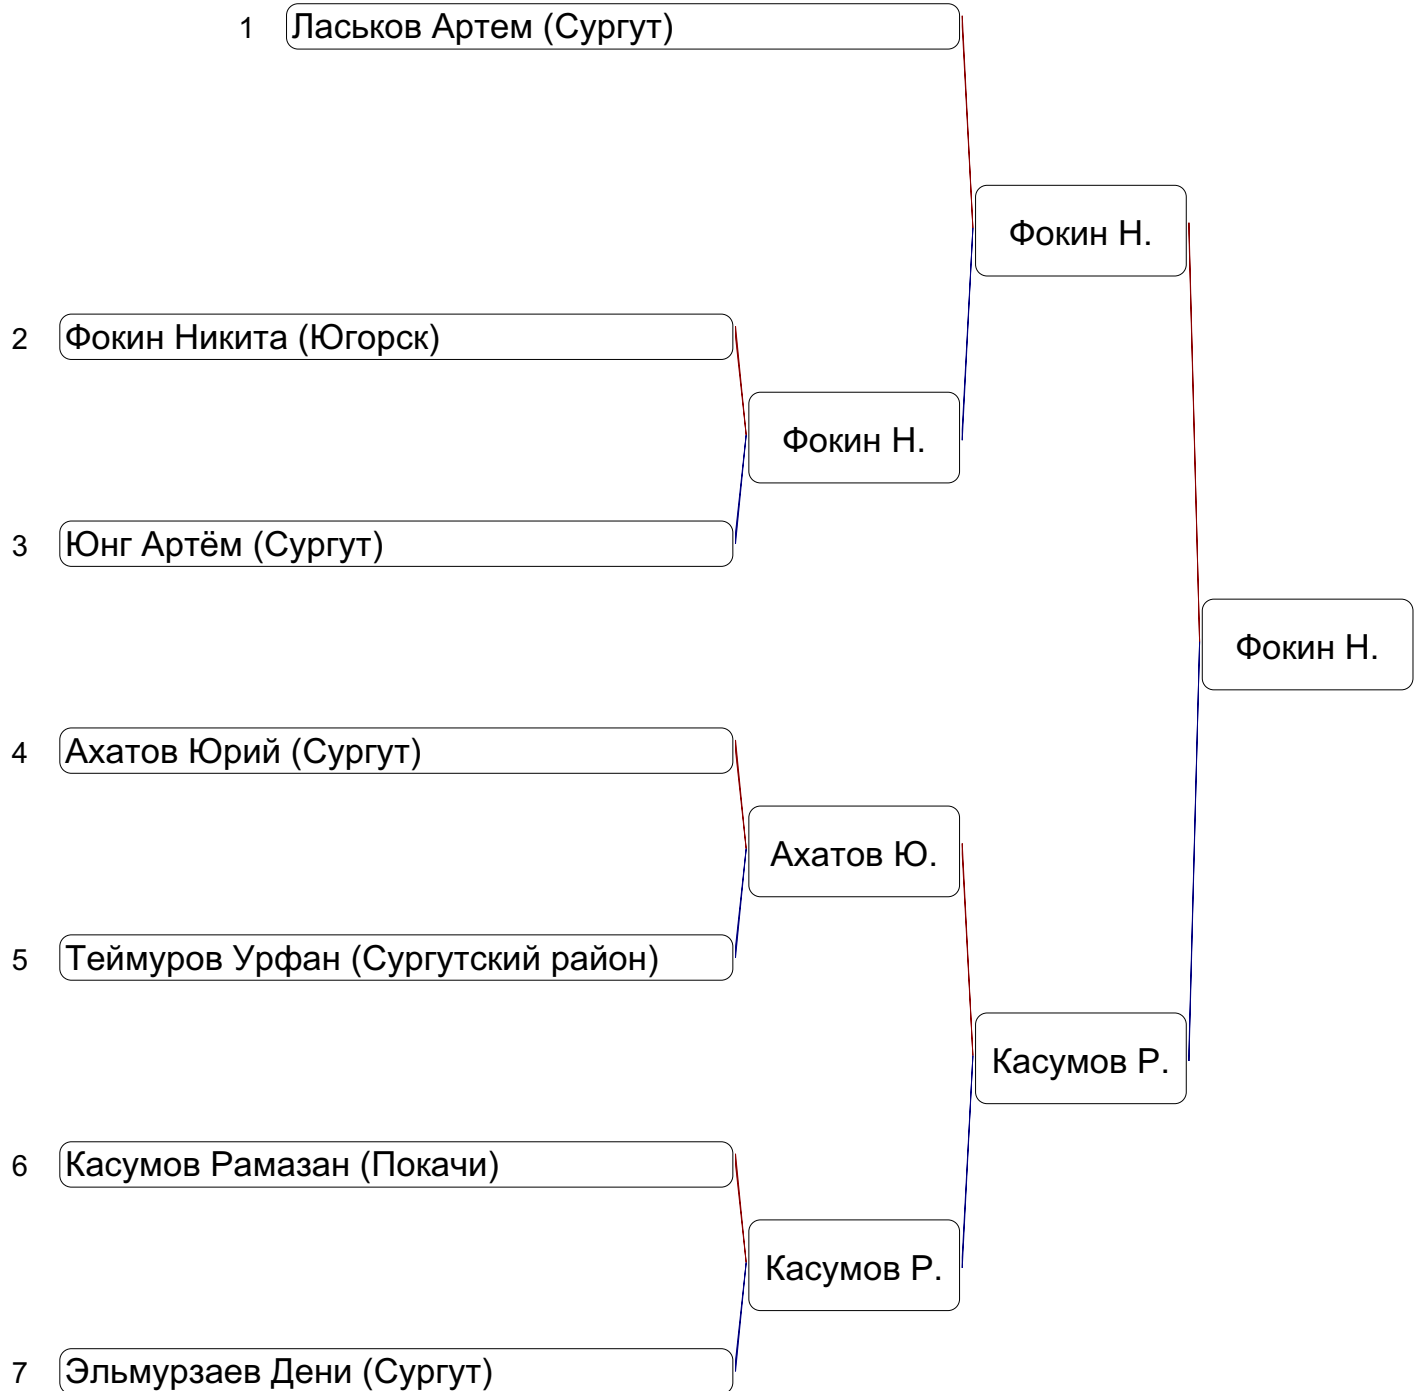 1 Ласьков Артем (Сургут)
Фокин Н.
2 Фокин Никита (Югорск)
Фокин Н.
3 Юнг Артём (Сургут)
Фокин Н.
4 Ахатов Юрий (Сургут)
Ахатов Ю.
5 Теймуров Урфан (Сургутский район)
Касумов Р.
6 Касумов Рамазан (Покачи)
Касумов Р.
7 Эльмурзаев Дени (Сургут)